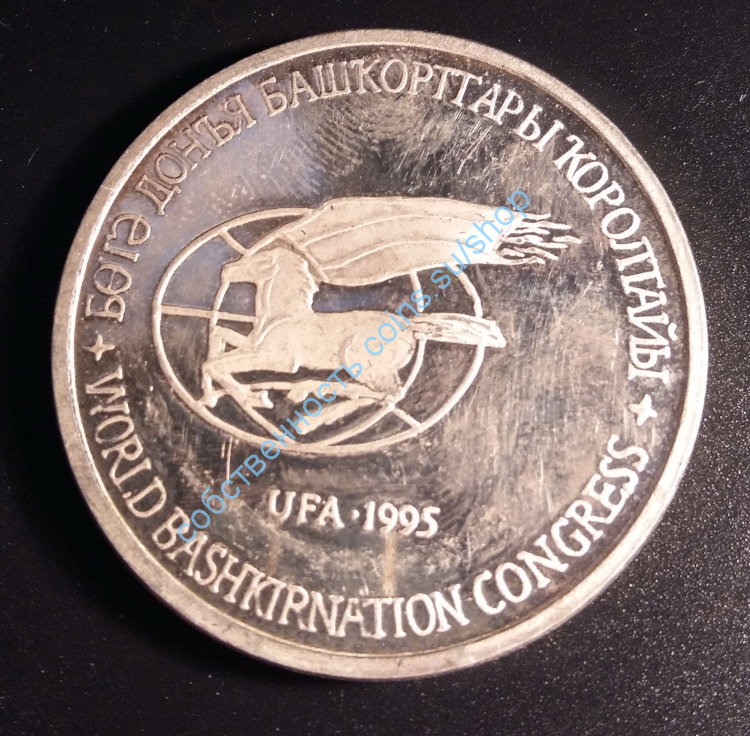 БӨТӘ ДОНЪЯ БАШҠОРТТАРЫ ҠОРОЛТАЙЫ
UFA · 1995
WORLD BASHKIRNATION CONGRESS
собственность coins.su/shop